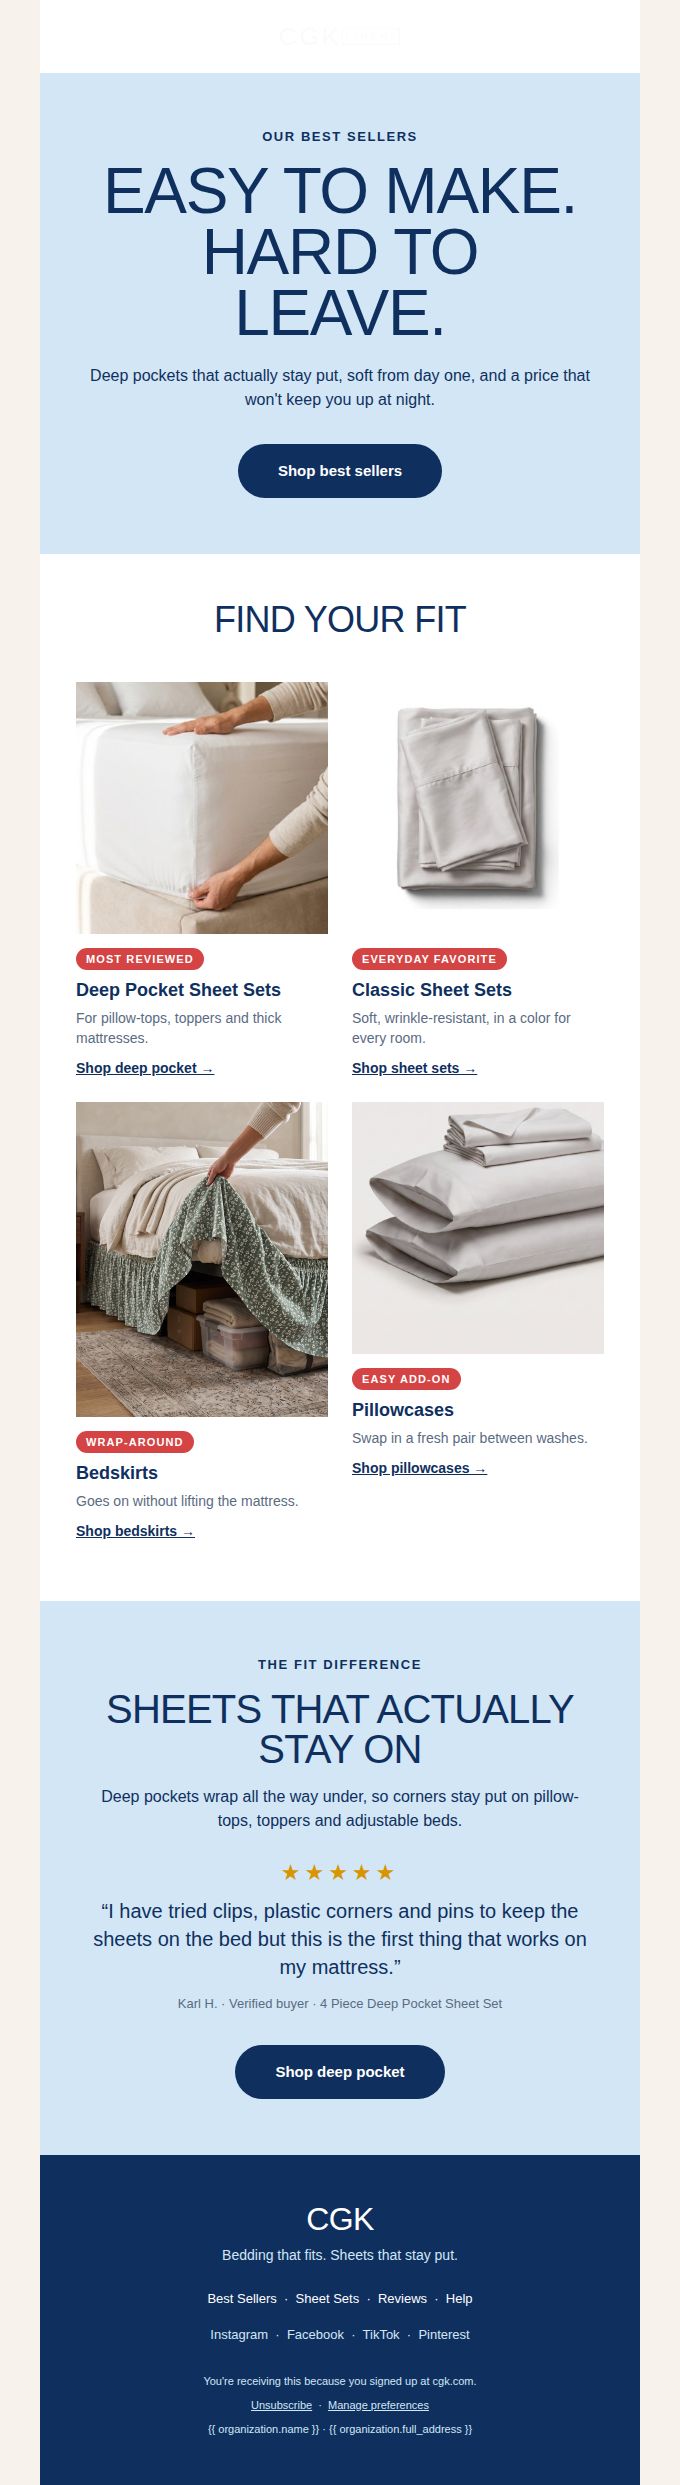 CGK
OUR BEST SELLERS
EASY TO MAKE.
HARD TO
LEAVE.
Deep pockets that actually stay put, soft from day one, and a price that
won't keep you up at night.
Shop best sellers
FIND YOUR FIT
MOST REVIEWED
Deep Pocket Sheet Sets
For pillow-tops, toppers and thick
mattresses.
Shop deep pocket →
EVERYDAY FAVORITE
Classic Sheet Sets
Soft, wrinkle-resistant, in a color for
every room.
Shop sheet sets →
WRAP-AROUND
Bedskirts
Goes on without lifting the mattress.
Shop bedskirts →
EASY ADD-ON
Pillowcases
Swap in a fresh pair between washes.
Shop pillowcases →
THE FIT DIFFERENCE
SHEETS THAT ACTUALLY
STAY ON
Deep pockets wrap all the way under, so corners stay put on pillow-
tops, toppers and adjustable beds.
★★★★★
“I have tried clips, plastic corners and pins to keep the
sheets on the bed but this is the first thing that works on
my mattress.”
Karl H. · Verified buyer · 4 Piece Deep Pocket Sheet Set
Shop deep pocket
CGK
Bedding that fits. Sheets that stay put.
Best Sellers · Sheet Sets · Reviews · Help
Instagram · Facebook · TikTok · Pinterest
You're receiving this because you signed up at cgk.com.
Unsubscribe · Manage preferences
{{ organization.name }} · {{ organization.full_address }}